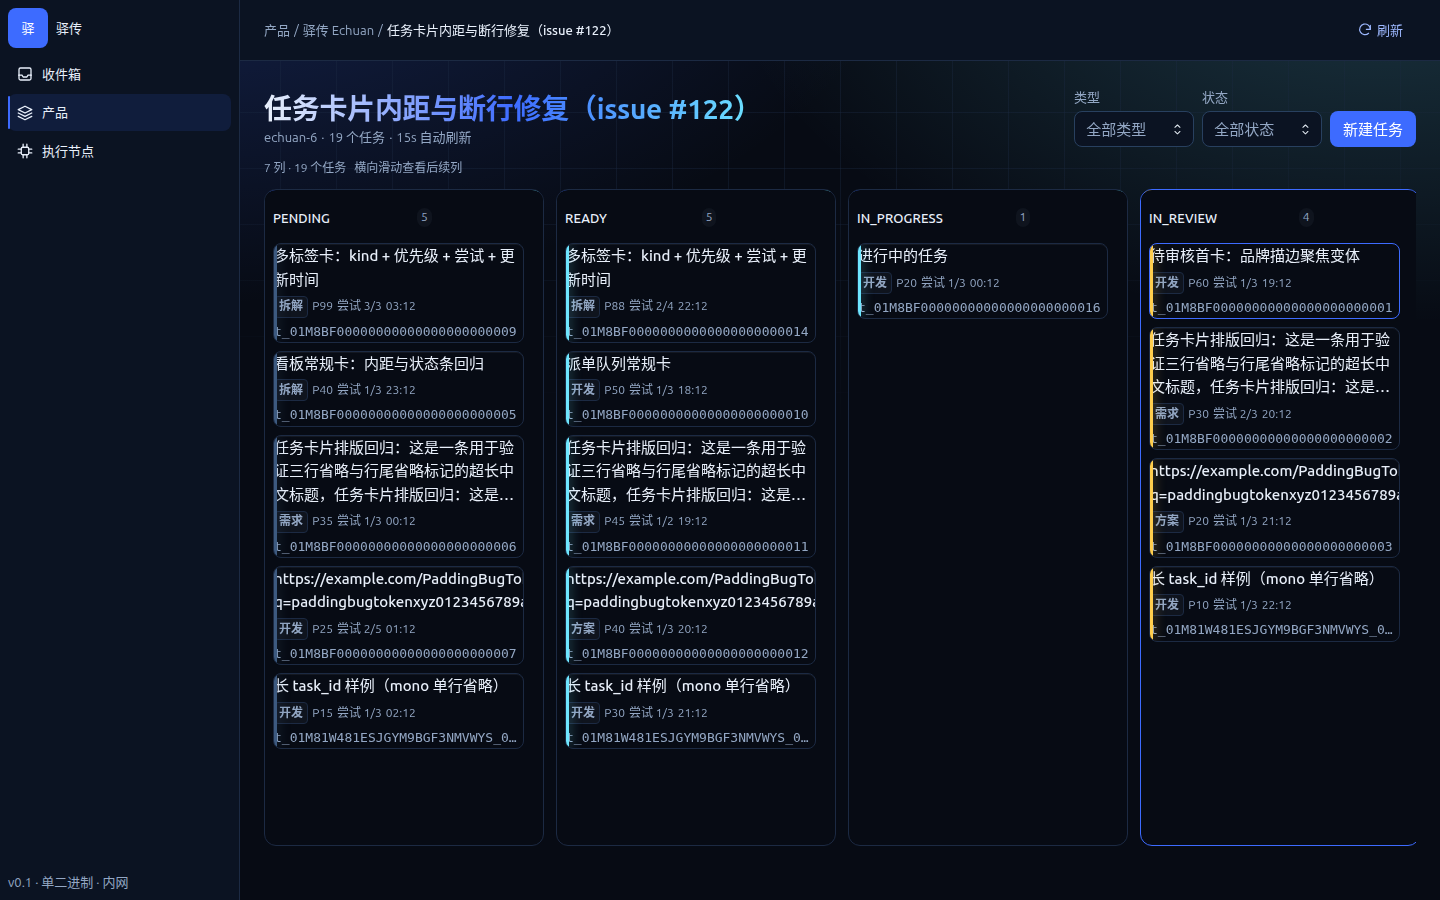 驿 驿传
收件箱
产品
执行节点
v0.1 · 单二进制 · 内网
产品 / 驿传 Echuan / 任务卡片内距与断行修复（issue #122）
刷新
任务卡片内距与断行修复（issue #122）
echuan-6 · 19 个任务 · 15s 自动刷新
类型
全部类型
状态
全部状态
新建任务
7 列 · 19 个任务 横向滑动查看后续列
PENDING 5
多标签卡：kind + 优先级 + 尝试 + 更
新时间
拆解 P99 尝试 3/3 03:12
t_01M8BF00000000000000000000009
看板常规卡：内距与状态条回归
拆解 P40 尝试 1/3 23:12
t_01M8BF00000000000000000000005
任务卡片排版回归：这是一条用于验
证三行省略与行尾省略标记的超长中
文标题，任务卡片排版回归：这是…
需求 P35 尝试 1/3 00:12
t_01M8BF00000000000000000000006
https://example.com/PaddingBugTo
q=paddingbugtokenxyz0123456789a
开发 P25 尝试 2/5 01:12
t_01M8BF00000000000000000000007
长 task_id 样例（mono 单行省略）
开发 P15 尝试 1/3 02:12
t_01M81W481ESJGYM9BGF3NMVWYS_0…
READY 5
多标签卡：kind + 优先级 + 尝试 + 更
新时间
拆解 P88 尝试 2/4 22:12
t_01M8BF00000000000000000000014
派单队列常规卡
开发 P50 尝试 1/3 18:12
t_01M8BF00000000000000000000010
任务卡片排版回归：这是一条用于验
证三行省略与行尾省略标记的超长中
文标题，任务卡片排版回归：这是…
需求 P45 尝试 1/2 19:12
t_01M8BF00000000000000000000011
https://example.com/PaddingBugTo
q=paddingbugtokenxyz0123456789a
方案 P40 尝试 1/3 20:12
t_01M8BF00000000000000000000012
长 task_id 样例（mono 单行省略）
开发 P30 尝试 1/3 21:12
t_01M81W481ESJGYM9BGF3NMVWYS_0…
IN_PROGRESS 1
进行中的任务
开发 P20 尝试 1/3 00:12
t_01M8BF00000000000000000000016
IN_REVIEW 4
待审核首卡：品牌描边聚焦变体
开发 P60 尝试 1/3 19:12
t_01M8BF00000000000000000000001
任务卡片排版回归：这是一条用于验
证三行省略与行尾省略标记的超长中
文标题，任务卡片排版回归：这是…
需求 P30 尝试 2/3 20:12
t_01M8BF00000000000000000000002
https://example.com/PaddingBugTo
q=paddingbugtokenxyz0123456789a
方案 P20 尝试 1/3 21:12
t_01M8BF00000000000000000000003
长 task_id 样例（mono 单行省略）
开发 P10 尝试 1/3 22:12
t_01M81W481ESJGYM9BGF3NMVWYS_0…